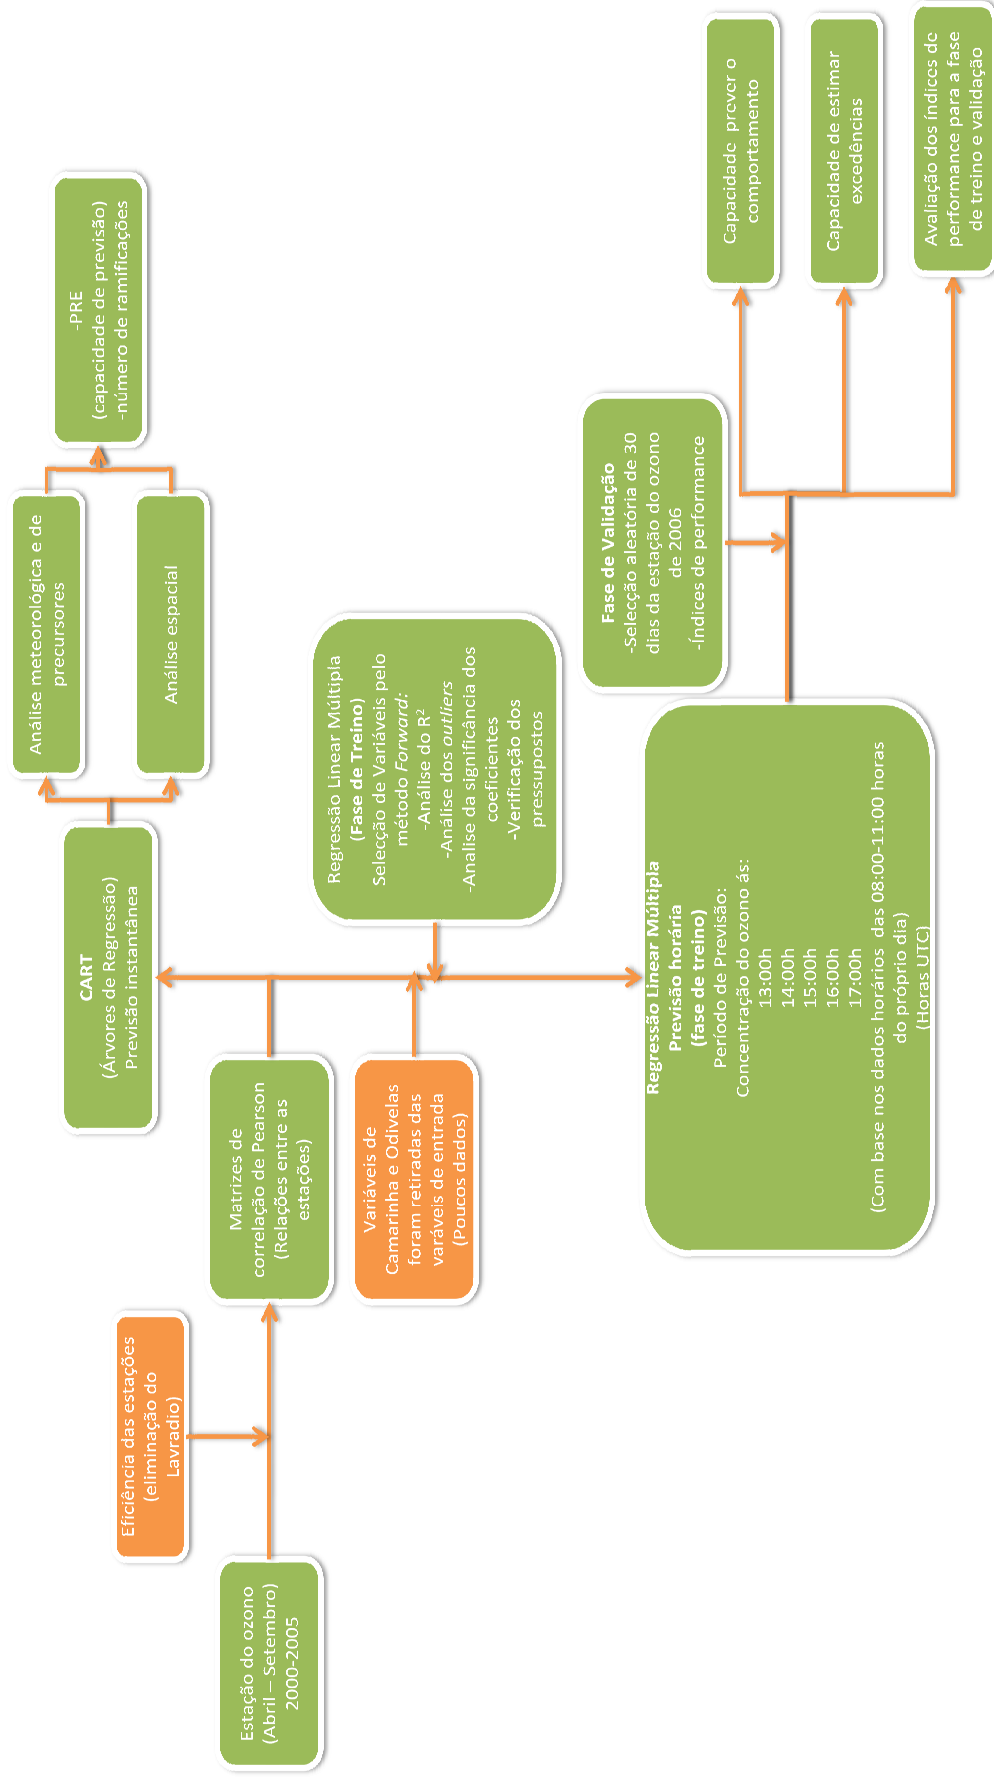 Estação do ozono
(Abril – Setembro)
2000-2005
Eficiência das estações
(eliminação do
Lavradio)
Matrizes de
correlação de Pearson
(Relações entre as
estações)
Variáveis de
Camarinha e Odivelas
foram retiradas das
varáveis de entrada
(Poucos dados)
CART
(Árvores de Regressão)
Previsão instantânea
Análise meteorológica e de
precursores
Análise espacial
-PRE
(capacidade de previsão)
-número de ramificações
Regressão Linear Múltipla
(Fase de Treino)
Selecção de Variáveis pelo
método Forward:
-Análise do R²
-Análise dos outliers
-Analise da significância dos
coeficientes
-Verificação dos
pressupostos
Regressão Linear Múltipla
Previsão horária
(fase de treino)
Período de Previsão:
Concentração do ozono ás:
13:00h
14:00h
15:00h
16:00h
17:00h
(Com base nos dados horários das 08:00-11:00 horas
do próprio dia)
(Horas UTC)
Fase de Validação
-Selecção aleatória de 30
dias da estação do ozono
de 2006
-Índices de performance
Capacidade prever o
comportamento
Capacidade de estimar
excedências
Avaliação dos índices de
performance para a fase
de treino e validação